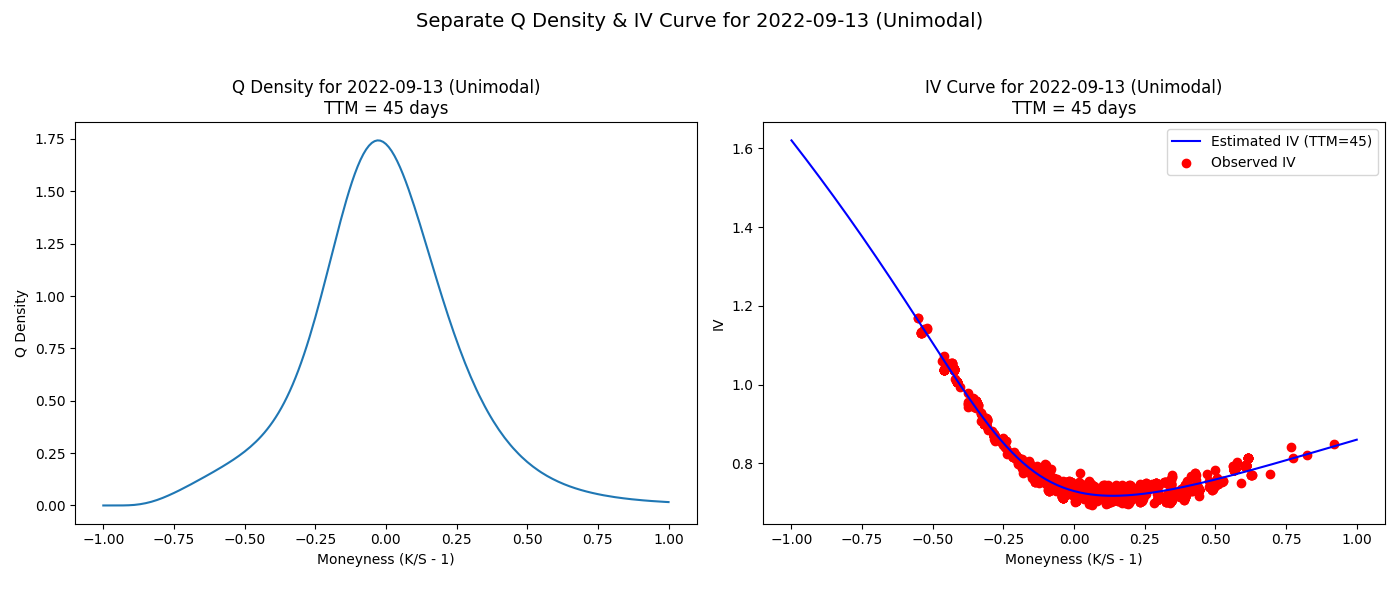 Separate Q Density & IV Curve for 2022-09-13 (Unimodal)
Q Density for 2022-09-13 (Unimodal)
TTM = 45 days
1.75
1.50
1.25
1.00
0.75
0.50
0.25
0.00
Q Density
−1.00 −0.75 −0.50 −0.25 0.00 0.25 0.50 0.75 1.00
Moneyness (K/S - 1)
IV Curve for 2022-09-13 (Unimodal)
TTM = 45 days
Estimated IV (TTM=45)
Observed IV
1.6
1.4
1.2
1.0
0.8
IV
−1.00 −0.75 −0.50 −0.25 0.00 0.25 0.50 0.75 1.00
Moneyness (K/S - 1)